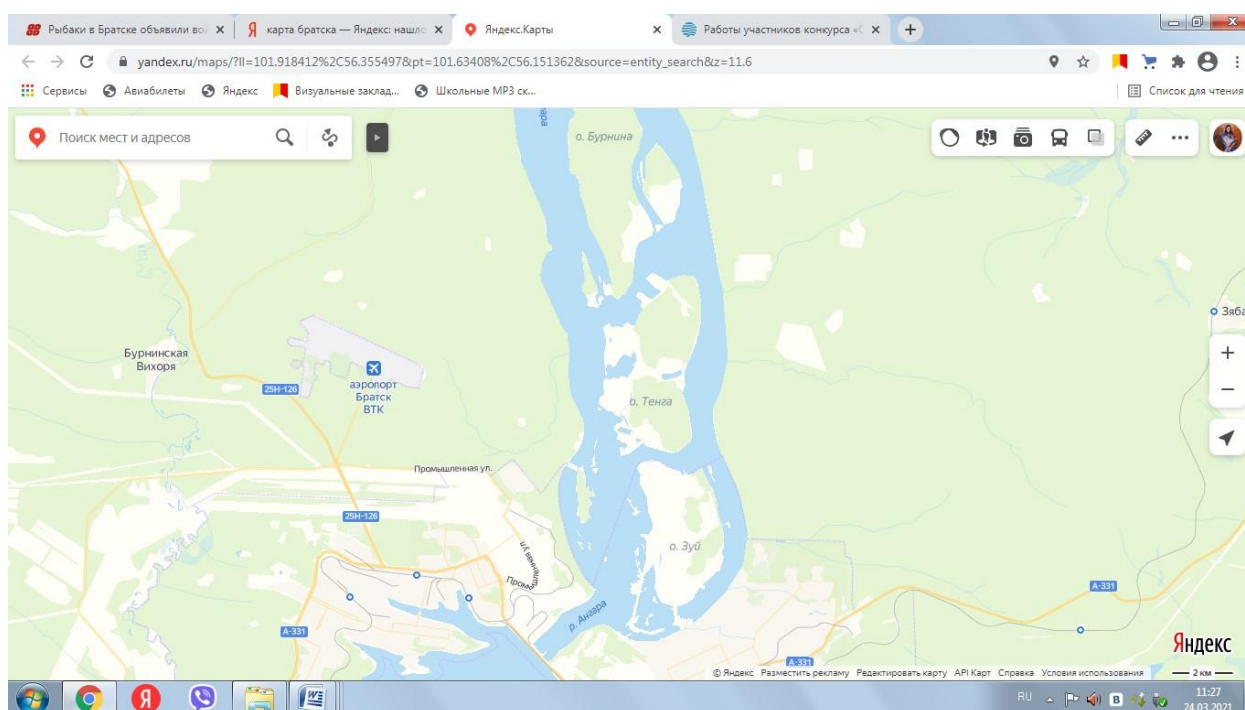 Рыбаки в Братске объявили во
карта братска — Яндекс: нашло
Яндекс.Карты
Работы участников конкурса «С
yandex.ru/maps/?ll=101.918412%2C56.355497&pt=101.63408%2C56.151362&source=entity_search&z=11.6
Сервисы
Авиабилеты
Яндекс
Визуальные заклад...
Школьные MP3 ск...
Список для чтения
Поиск мест и адресов
о. Бурнина
Зяба
Бурнинская
Вихоря
25Н-126
аэропорт
Братск
ВТК
о. Тенга
Промышленная ул.
25Н-126
о. Зуй
р. Ангара
А-331
А-331
А-331
Яндекс
© Яндекс Разместить рекламу Редактировать карту API Карт Справка Условия использования
2 км
RU
11:27
24.03.2021